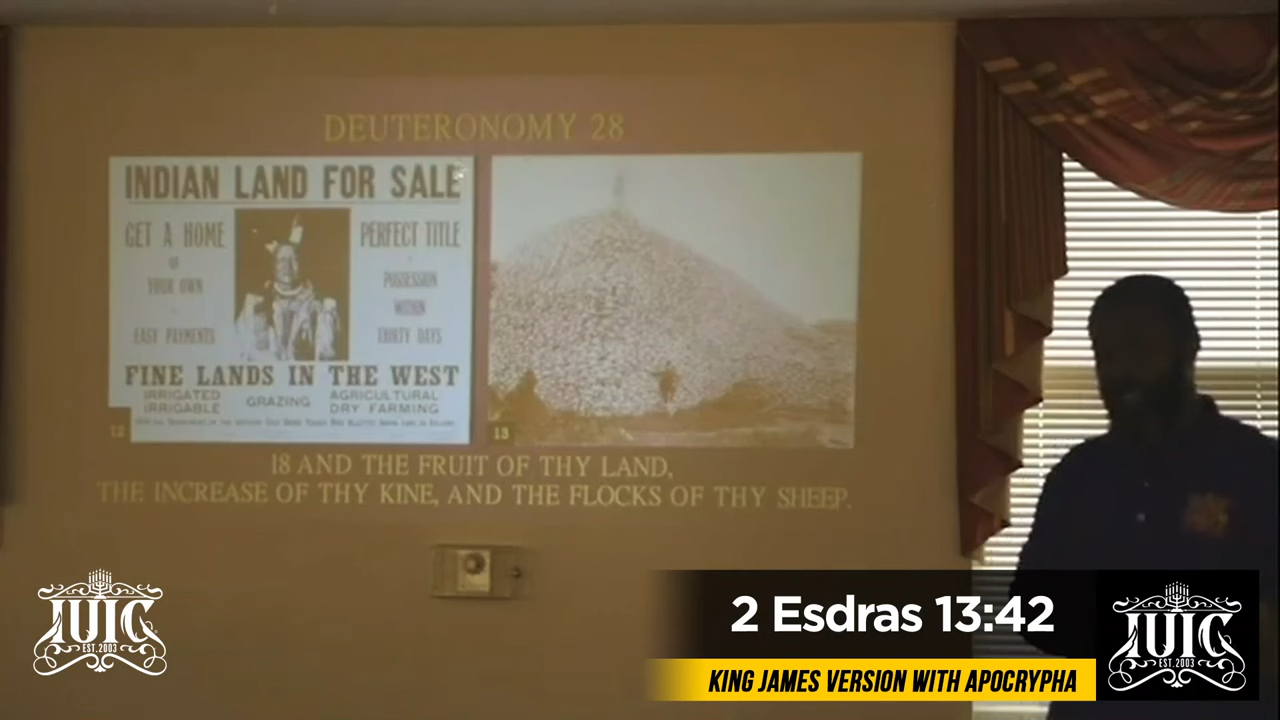 DEUTERONOMY 28
INDIAN LAND FOR SALE
GET A HOME
OF
YOUR OWN
EASY PAYMENTS
PERFECT TITLE
POSSESSION
WITHIN
THIRTY DAYS
FINE LANDS IN THE WEST
IRRIGATED
IRRIGABLE
GRAZING
AGRICULTURAL
DRY FARMING
12
13
18 AND THE FRUIT OF THY LAND,
THE INCREASE OF THY KINE, AND THE FLOCKS OF THY SHEEP.
IUIC
EST. 2003
2 Esdras 13:42
KING JAMES VERSION WITH APOCRYPHA
IUIC
EST. 2003